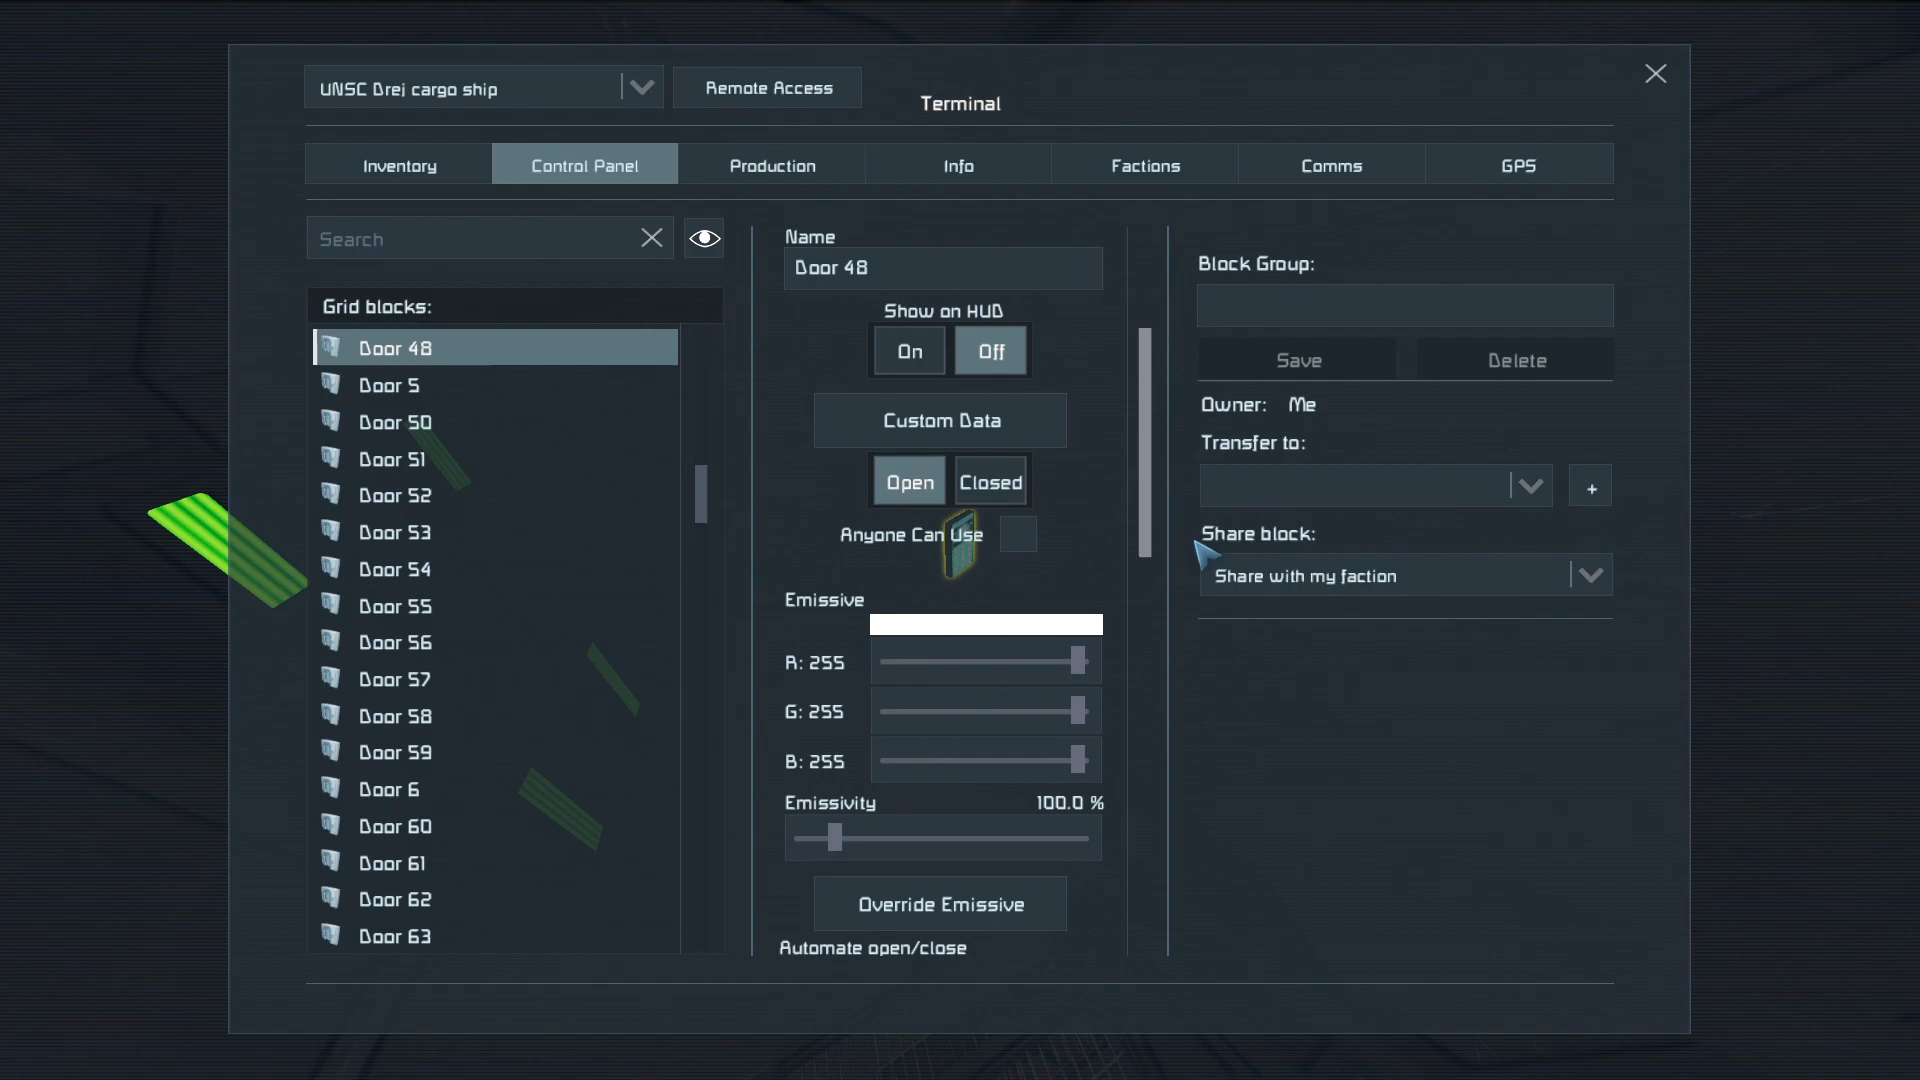 UNSC Drej cargo ship
Remote Access
Terminal
Inventory
Control Panel
Production
Info
Factions
Comms
GPS
Search
Grid blocks:
Door 48
Door 5
Door 50
Door 51
Door 52
Door 53
Door 54
Door 55
Door 56
Door 57
Door 58
Door 59
Door 6
Door 60
Door 61
Door 62
Door 63
Name
Door 48
Show on HUD
On
Off
Custom Data
Open
Closed
Anyone Can Use
Emissive
R: 255
G: 255
B: 255
Emissivity
100.0 %
Override Emissive
Automate open/close
Block Group:
Save
Delete
Owner: Me
Transfer to:
+
Share block:
Share with my faction